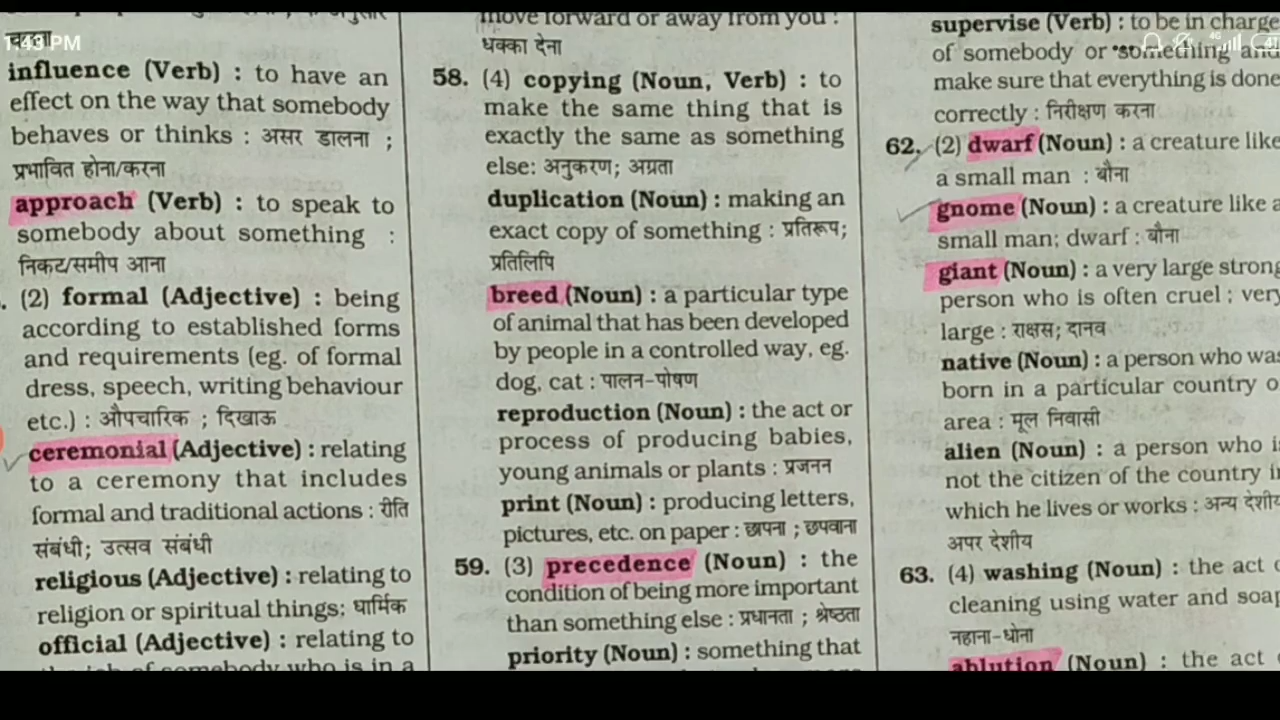 1:43 PM
influence (Verb) : to have an
effect on the way that somebody
behaves or thinks : असर डालना ;
प्रभावित होना/करना
approach (Verb) : to speak to
somebody about something :
निकट/समीप आना
(2) formal (Adjective) : being
according to established forms
and requirements (eg. of formal
dress, speech, writing behaviour
etc.) : औपचारिक ; दिखाऊ
ceremonial (Adjective) : relating
to a ceremony that includes
formal and traditional actions : रीति
संबंधी; उत्सव संबंधी
religious (Adjective) : relating to
religion or spiritual things: धार्मिक
official (Adjective) : relating to
somebody who is in a
move forward or away from you :
धक्का देना
58. (4) copying (Noun, Verb) : to
make the same thing that is
exactly the same as something
else: अनुकरण; अग्रता
duplication (Noun) : making an
exact copy of something : प्रतिरूप;
प्रतिलिपि
breed (Noun) : a particular type
of animal that has been developed
by people in a controlled way, eg.
dog, cat : पालन-पोषण
reproduction (Noun) : the act or
process of producing babies,
young animals or plants : प्रजनन
print (Noun) : producing letters,
pictures, etc. on paper : छापना ; छपवाना
59. (3) precedence (Noun) : the
condition of being more important
than something else : प्रधानता ; श्रेष्ठता
priority (Noun) : something that
supervise (Verb) : to be in charge
of somebody or something and
make sure that everything is done
correctly : निरीक्षण करना
62. (2) dwarf (Noun) : a creature like
a small man : बौना
gnome (Noun) : a creature like a
small man; dwarf : बौना
giant (Noun) : a very large strong
person who is often cruel ; very
large : राक्षस; दानव
native (Noun) : a person who was
born in a particular country o
area : मूल निवासी
alien (Noun) : a person who is
not the citizen of the country in
which he lives or works : अन्य देशीय
अपर देशीय
63. (4) washing (Noun) : the act o
cleaning using water and soap
नहाना-धोना
ablution (Noun) : the act